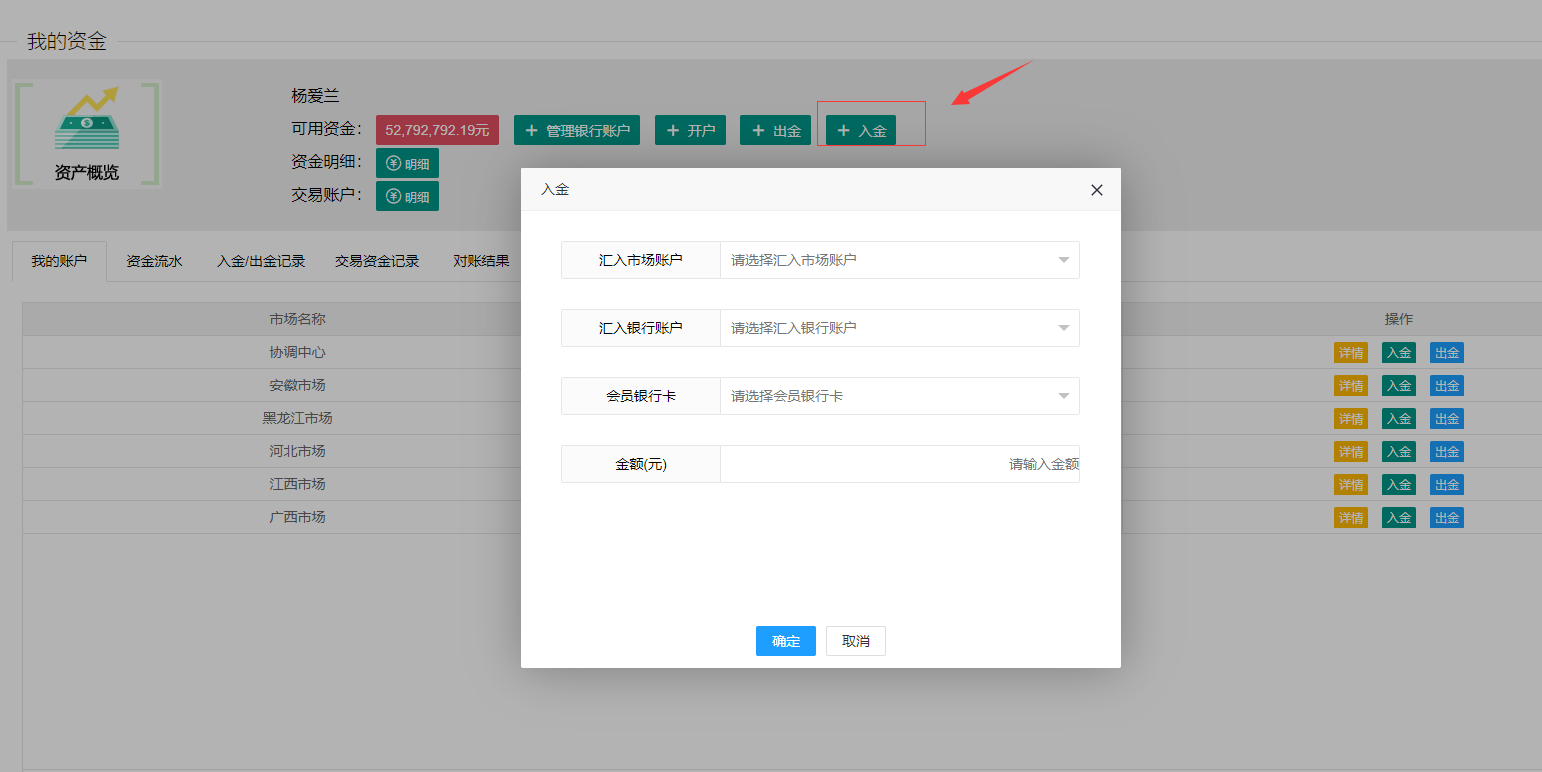 我的资金
杨爱兰
可用资金： 52,792,792.19元 管理银行账户 开户 出金 入金
资金明细： 明细
交易账户： 明细
资产概览
入金
汇入市场账户 请选择汇入市场账户
汇入银行账户 请选择汇入银行账户
会员银行卡 请选择会员银行卡
金额(元) 请输入金额
确定 取消
我的账户 资金流水 入金/出金记录 交易资金记录 对账结果
市场名称 操作
协调中心 详情 入金 出金
安徽市场 详情 入金 出金
黑龙江市场 详情 入金 出金
河北市场 详情 入金 出金
江西市场 详情 入金 出金
广西市场 详情 入金 出金